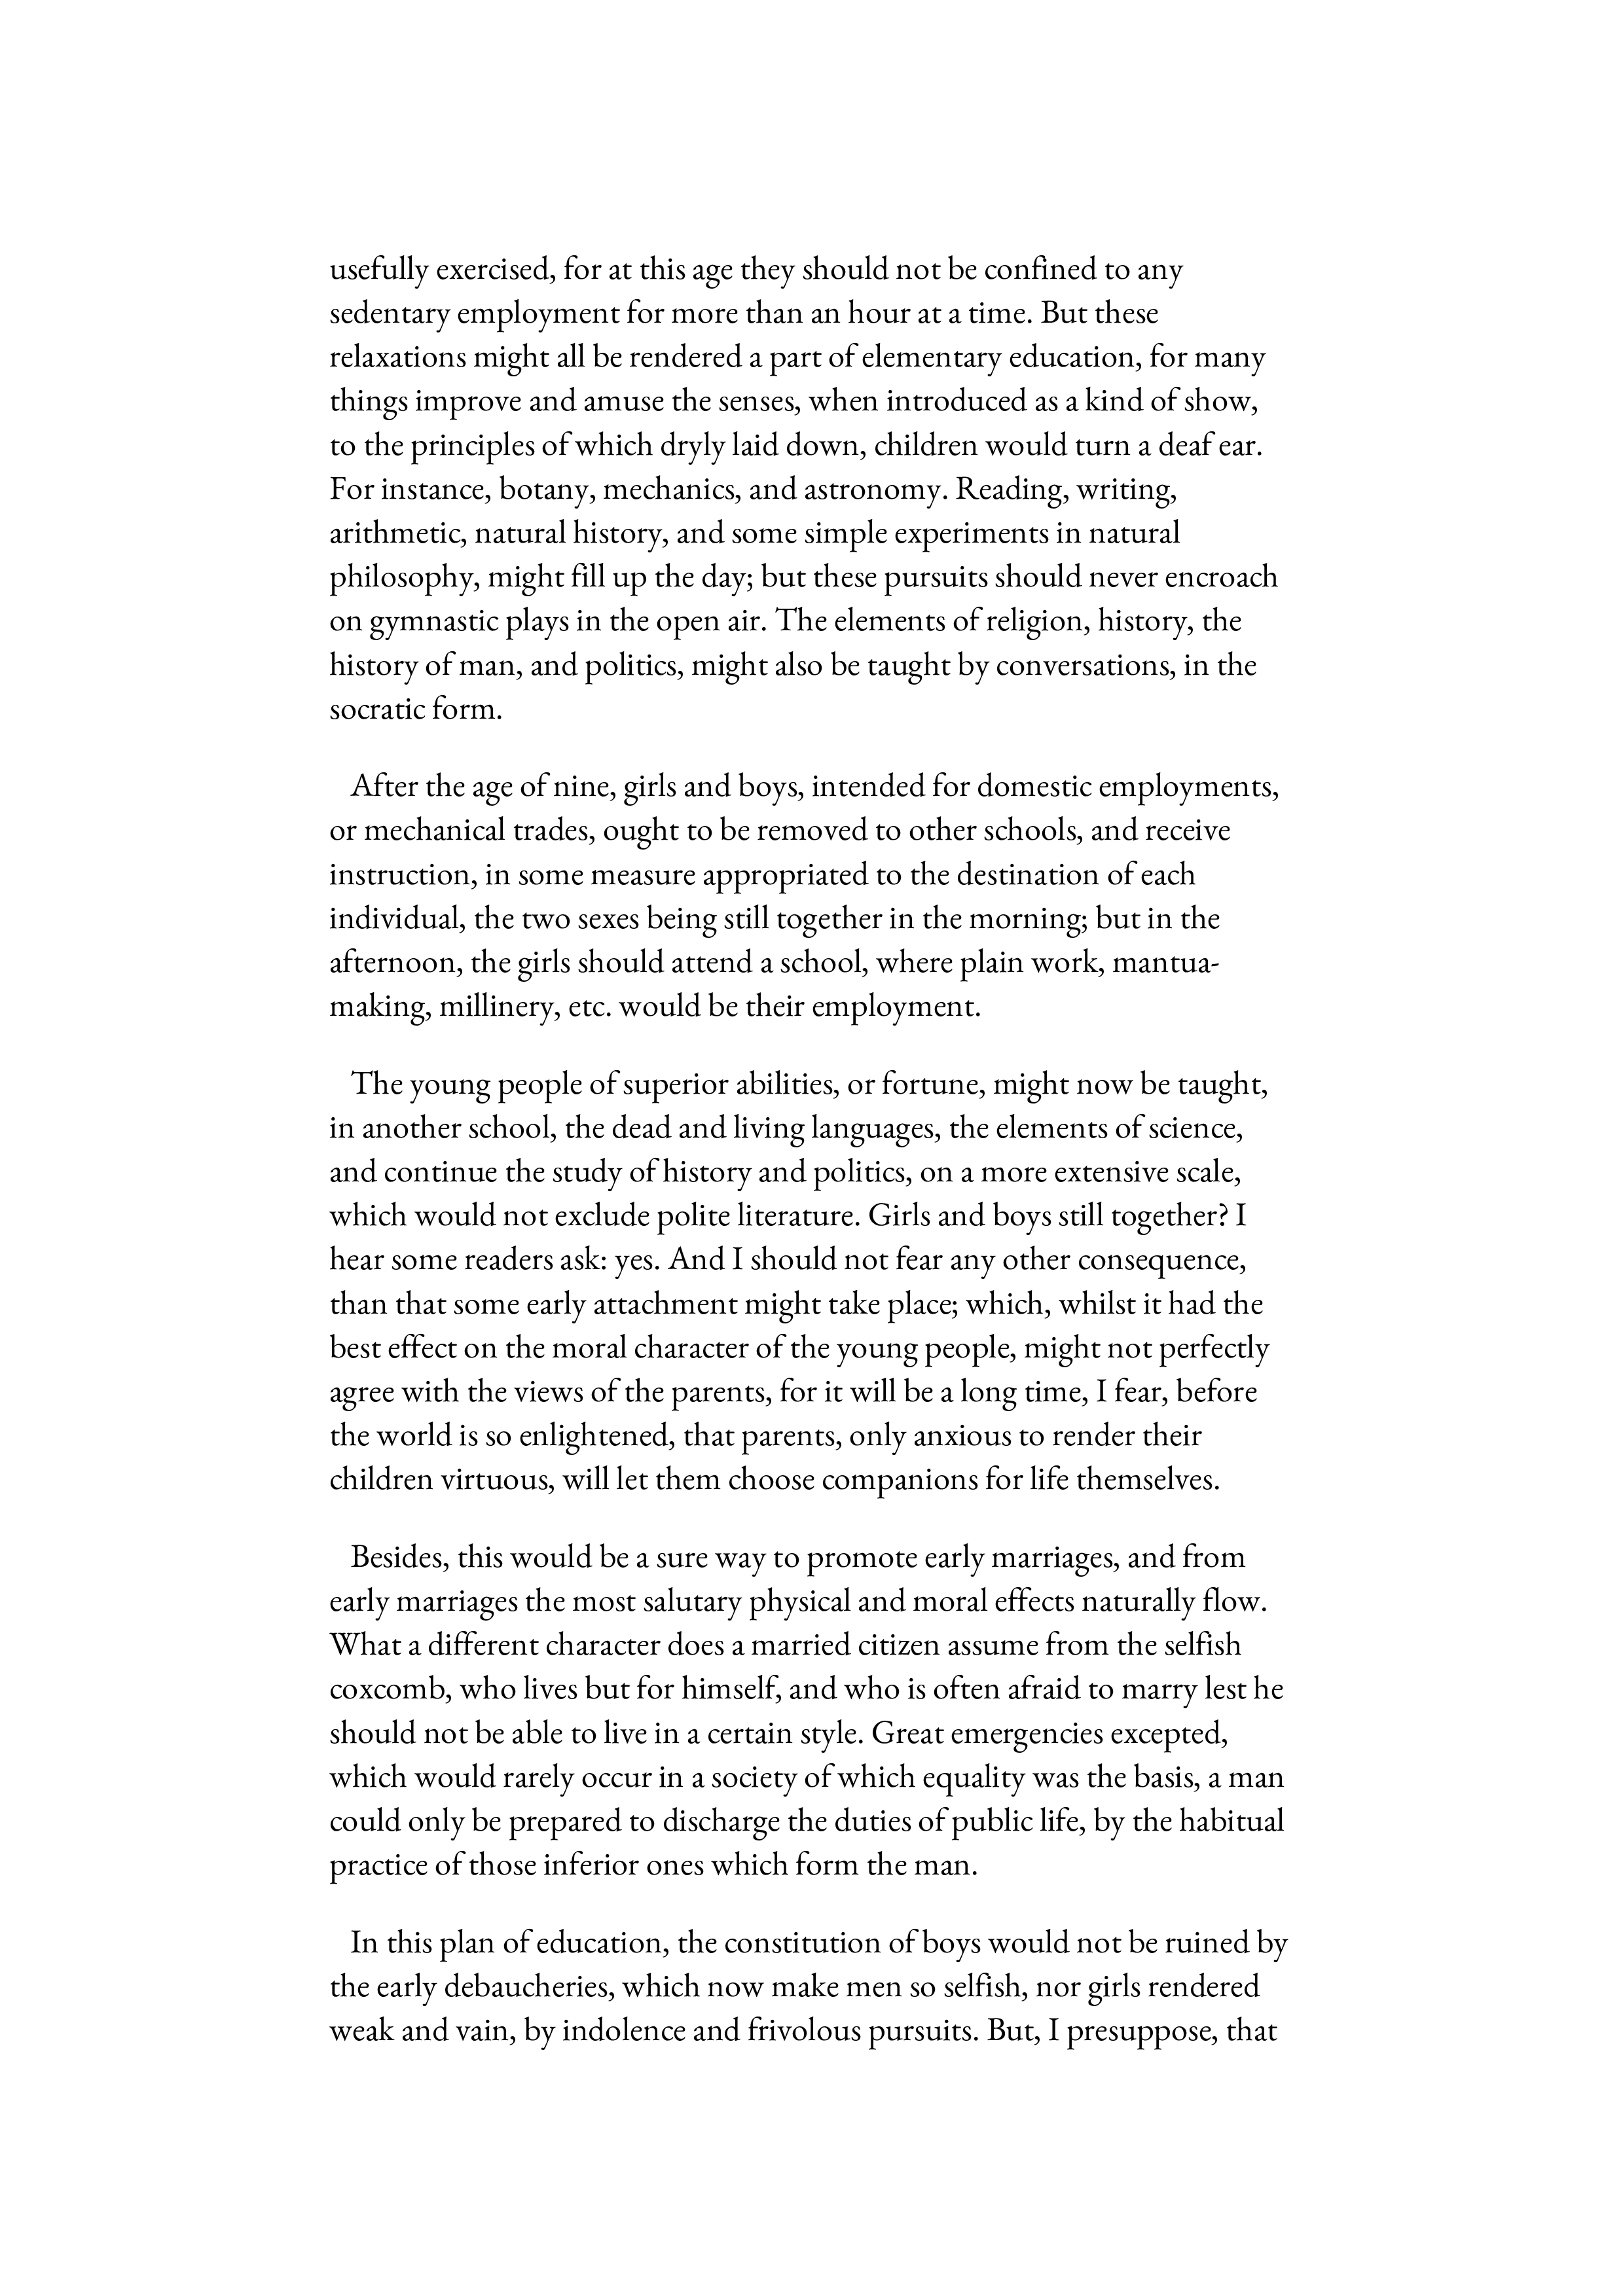 usefully exercised, for at this age they should not be confined to any
sedentary employment for more than an hour at a time. But these
relaxations might all be rendered a part of elementary education, for many
things improve and amuse the senses, when introduced as a kind of show,
to the principles of which dryly laid down, children would turn a deaf ear.
For instance, botany, mechanics, and astronomy. Reading, writing,
arithmetic, natural history, and some simple experiments in natural
philosophy, might fill up the day; but these pursuits should never encroach
on gymnastic plays in the open air. The elements of religion, history, the
history of man, and politics, might also be taught by conversations, in the
socratic form.
After the age of nine, girls and boys, intended for domestic employments,
or mechanical trades, ought to be removed to other schools, and receive
instruction, in some measure appropriated to the destination of each
individual, the two sexes being still together in the morning; but in the
afternoon, the girls should attend a school, where plain work, mantua-
making, millinery, etc. would be their employment.
The young people of superior abilities, or fortune, might now be taught,
in another school, the dead and living languages, the elements of science,
and continue the study of history and politics, on a more extensive scale,
which would not exclude polite literature. Girls and boys still together? I
hear some readers ask: yes. And I should not fear any other consequence,
than that some early attachment might take place; which, whilst it had the
best effect on the moral character of the young people, might not perfectly
agree with the views of the parents, for it will be a long time, I fear, before
the world is so enlightened, that parents, only anxious to render their
children virtuous, will let them choose companions for life themselves.
Besides, this would be a sure way to promote early marriages, and from
early marriages the most salutary physical and moral effects naturally flow.
What a different character does a married citizen assume from the selfish
coxcomb, who lives but for himself, and who is often afraid to marry lest he
should not be able to live in a certain style. Great emergencies excepted,
which would rarely occur in a society of which equality was the basis, a man
could only be prepared to discharge the duties of public life, by the habitual
practice of those inferior ones which form the man.
In this plan of education, the constitution of boys would not be ruined by
the early debaucheries, which now make men so selfish, nor girls rendered
weak and vain, by indolence and frivolous pursuits. But, I presuppose, that